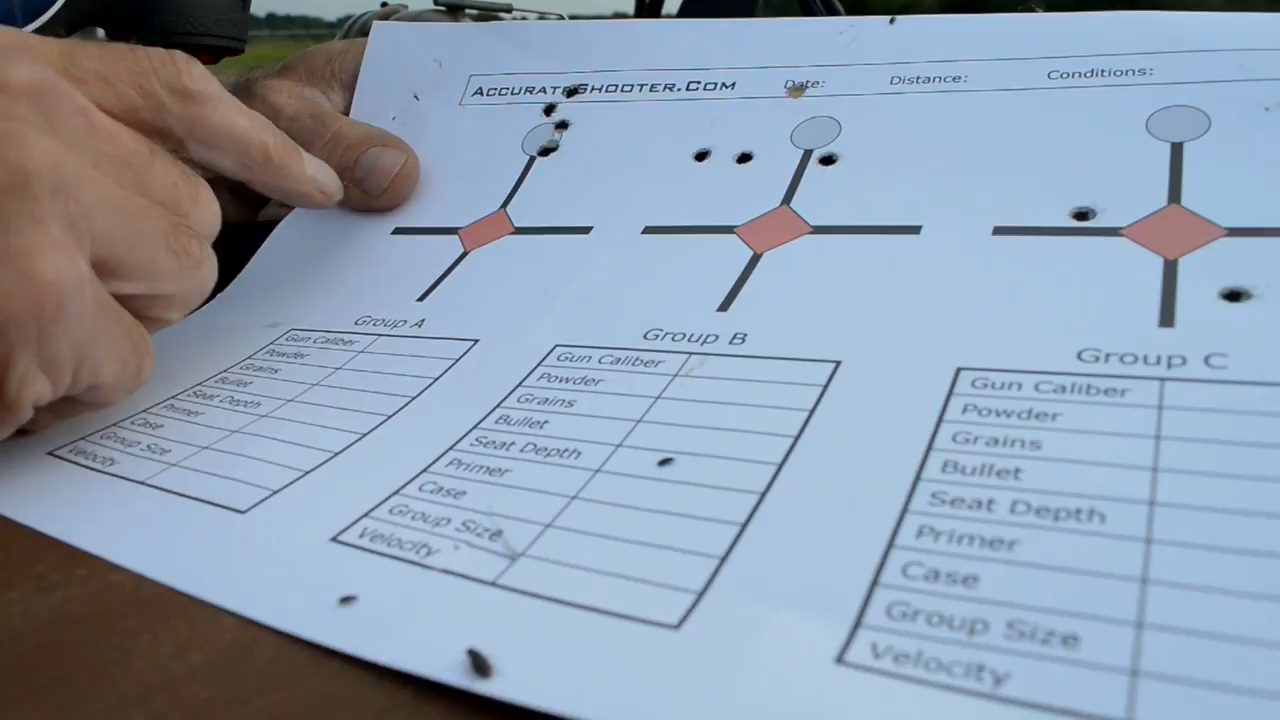 AccurateShooter.Com Date: Distance: Conditions:
Group A
Gun Caliber
Powder
Grains
Bullet
Seat Depth
Primer
Case
Group Size
Velocity
Group B
Gun Caliber
Powder
Grains
Bullet
Seat Depth
Primer
Case
Group Size
Velocity
Group C
Gun Caliber
Powder
Grains
Bullet
Seat Depth
Primer
Case
Group Size
Velocity